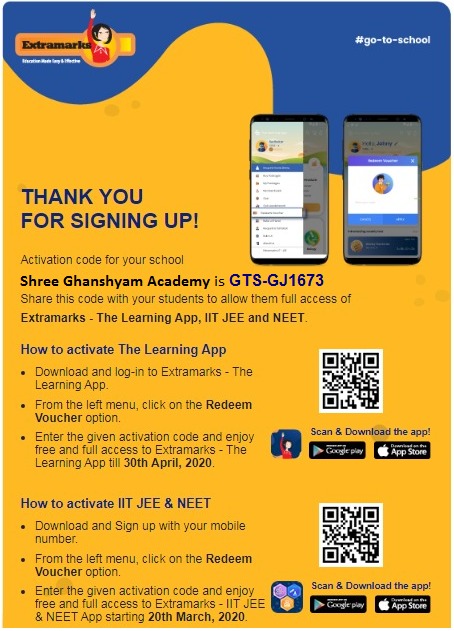 Extramarks
Education Made Easy & Effective
#go-to-school
Redeem Voucher
THANK YOU
FOR SIGNING UP!
Activation code for your school
Shree Ghanshyam Academy is GTS-GJ1673
Share this code with your students to allow them full access of
Extramarks - The Learning App, IIT JEE and NEET.
How to activate The Learning App
• Download and log-in to Extramarks - The
Learning App.
• From the left menu, click on the Redeem
Voucher option.
• Enter the given activation code and enjoy
free and full access to Extramarks - The
Learning App till 30th April, 2020.
Scan & Download the app!
Google play
Download on the
App Store
How to activate IIT JEE & NEET
• Download and Sign up with your mobile
number.
• From the left menu, click on the Redeem
Voucher option.
• Enter the given activation code and enjoy
free and full access to Extramarks - IIT JEE
& NEET App starting 20th March, 2020.
Scan & Download the app!
Google play
Download on the
App Store